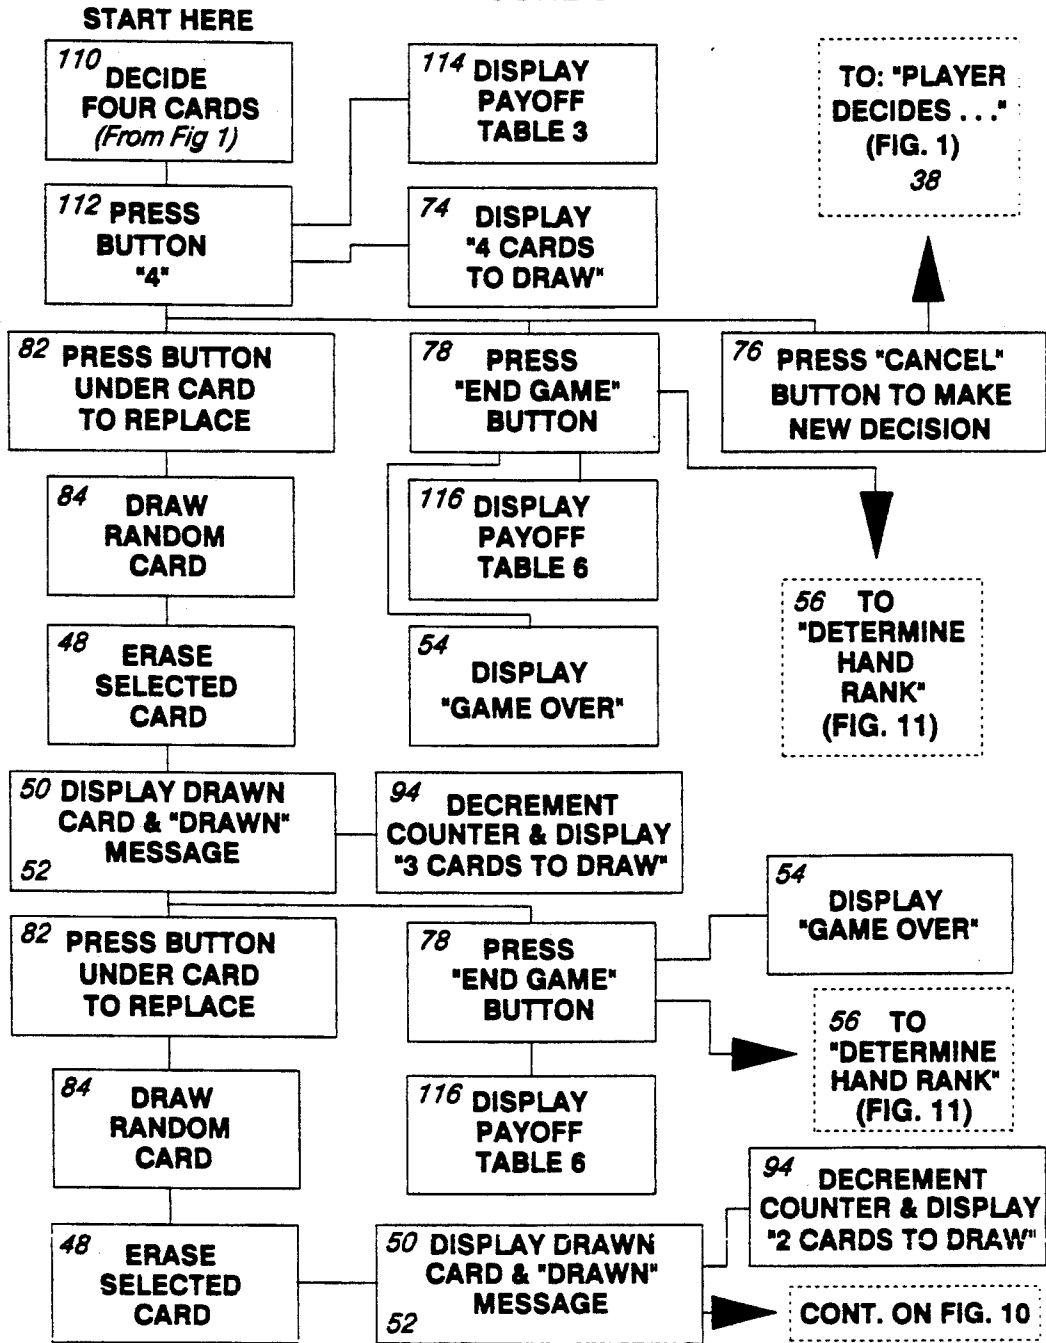 START HERE
110 DECIDE
FOUR CARDS
(From Fig 1)
114 DISPLAY
PAYOFF
TABLE 3
TO: "PLAYER
DECIDES . . ."
(FIG. 1)
38
112 PRESS
BUTTON
"4"
74 DISPLAY
"4 CARDS
TO DRAW"
82 PRESS BUTTON
UNDER CARD
TO REPLACE
78 PRESS
"END GAME"
BUTTON
76 PRESS "CANCEL"
BUTTON TO MAKE
NEW DECISION
84 DRAW
RANDOM
CARD
116 DISPLAY
PAYOFF
TABLE 6
56 TO
"DETERMINE
HAND
RANK"
(FIG. 11)
48 ERASE
SELECTED
CARD
54 DISPLAY
"GAME OVER"
50 DISPLAY DRAWN
CARD & "DRAWN"
MESSAGE
52
94 DECREMENT
COUNTER & DISPLAY
"3 CARDS TO DRAW"
54 DISPLAY
"GAME OVER"
82 PRESS BUTTON
UNDER CARD
TO REPLACE
78 PRESS
"END GAME"
BUTTON
56 TO
"DETERMINE
HAND RANK"
(FIG. 11)
84 DRAW
RANDOM
CARD
116 DISPLAY
PAYOFF
TABLE 6
94 DECREMENT
COUNTER & DISPLAY
"2 CARDS TO DRAW"
48 ERASE
SELECTED
CARD
50 DISPLAY DRAWN
CARD & "DRAWN"
MESSAGE
52
CONT. ON FIG. 10